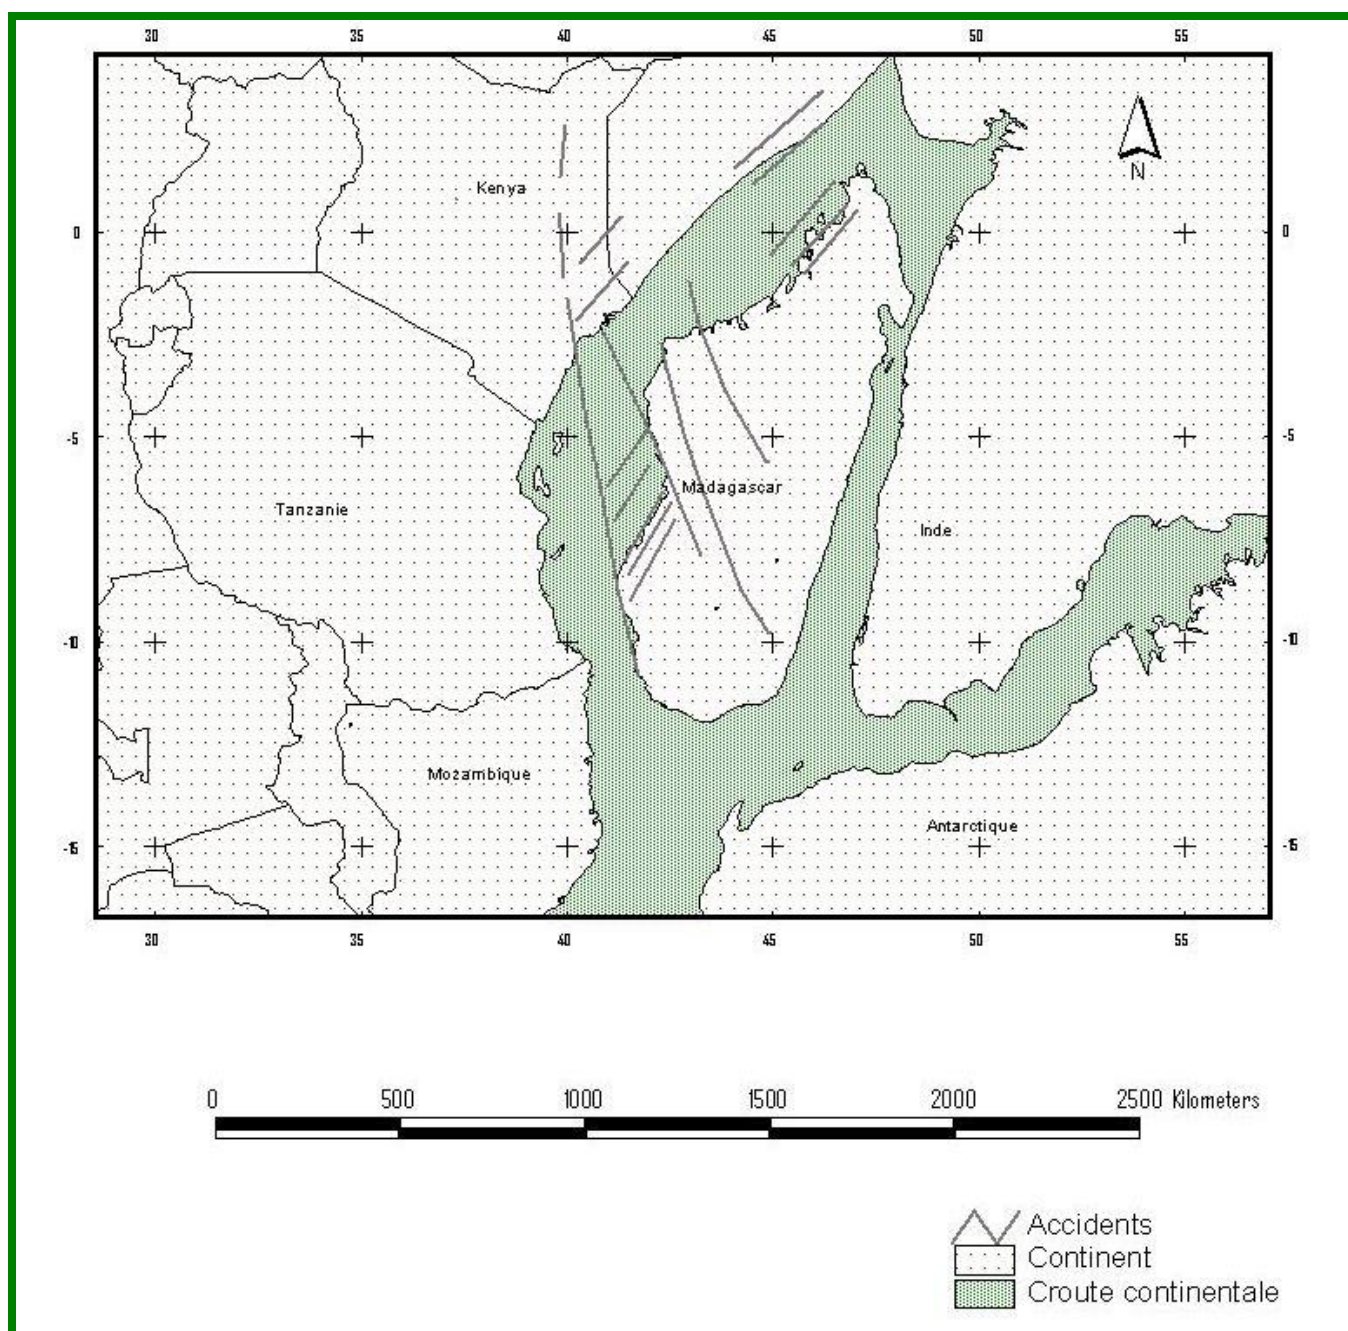 30 35 40 45 50 55
N
Kenya
0 0
-5 -5
Madagascar
Tanzanie
Inde
-10 -10
Mozambique
Antarctique
-15 -15
30 35 40 45 50 55
0 500 1000 1500 2000 2500 Kilometers
Accidents
Continent
Croute continentale